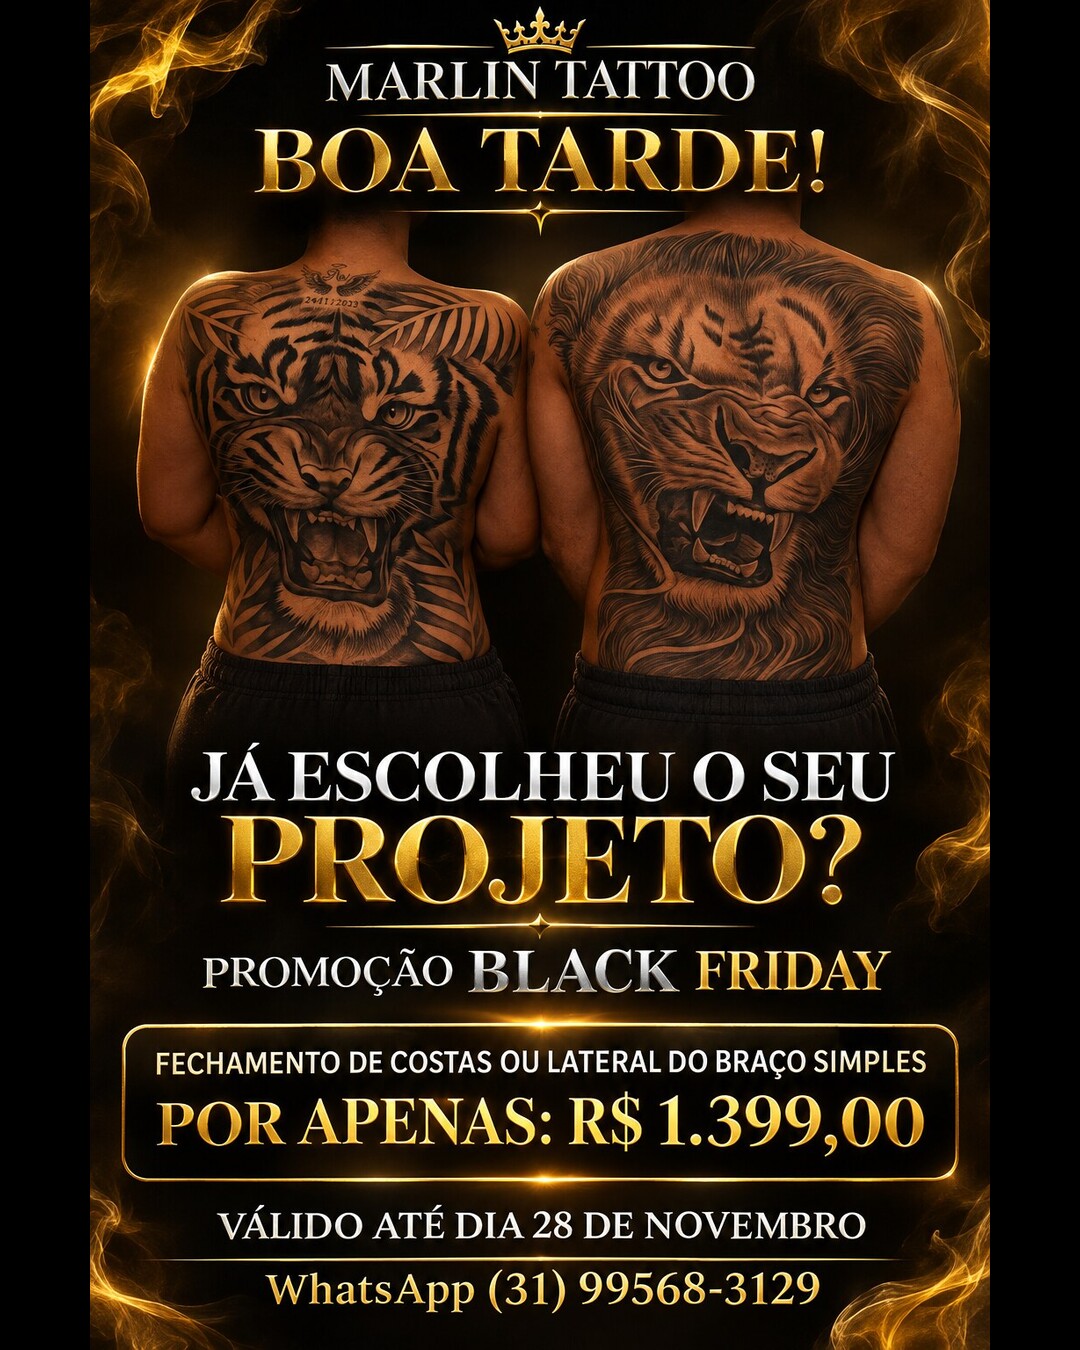 MARLIN TATTOO
BOA TARDE!
JÁ ESCOLHEU O SEU
PROJETO?
PROMOÇÃO BLACK FRIDAY
FECHAMENTO DE COSTAS OU LATERAL DO BRAÇO SIMPLES
POR APENAS: R$ 1.399,00
VÁLIDO ATÉ DIA 28 DE NOVEMBRO
WhatsApp (31) 99568-3129